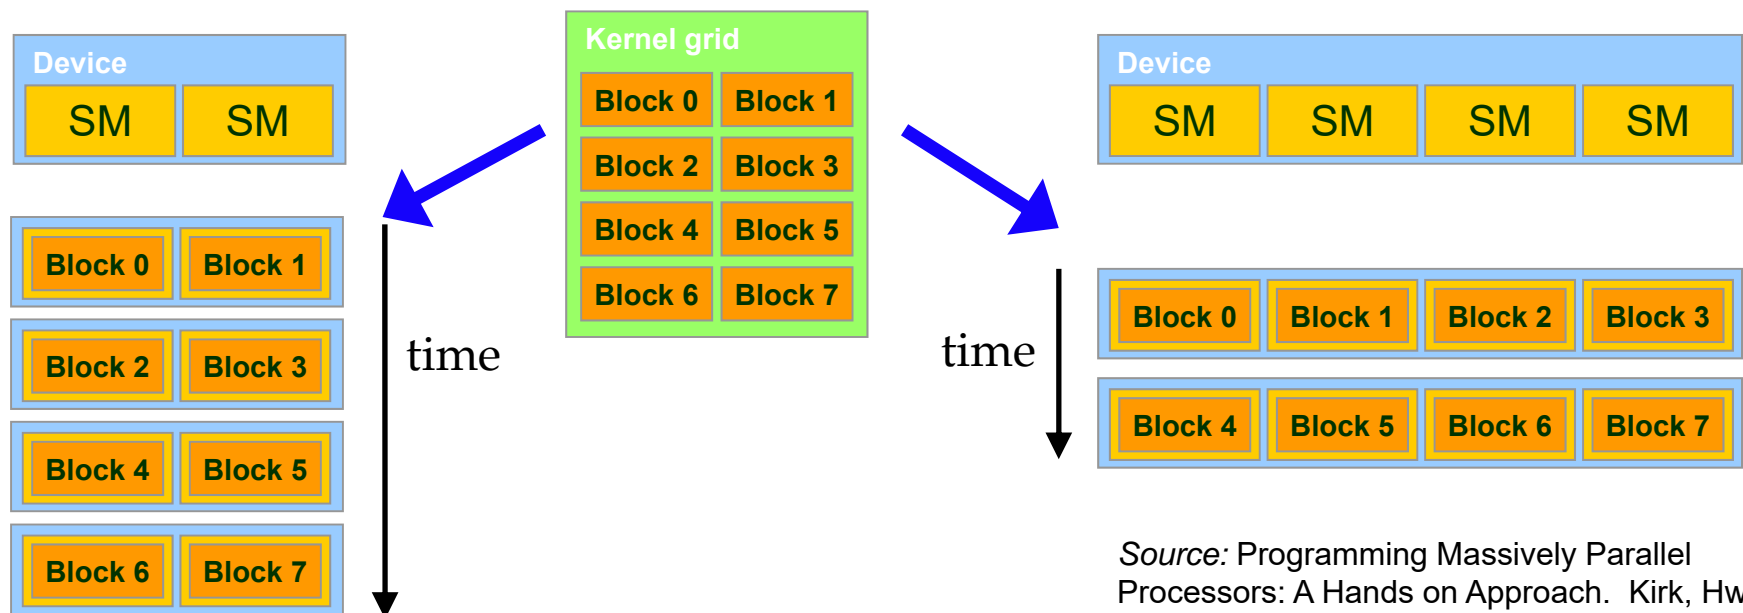 Device
SM SM
Block 0 Block 1
Block 2 Block 3
Block 4 Block 5
Block 6 Block 7
time
Kernel grid
Block 0 Block 1
Block 2 Block 3
Block 4 Block 5
Block 6 Block 7
Device
SM SM SM SM
time
Block 0 Block 1 Block 2 Block 3
Block 4 Block 5 Block 6 Block 7
Source: Programming Massively Parallel
Processors: A Hands on Approach. Kirk,